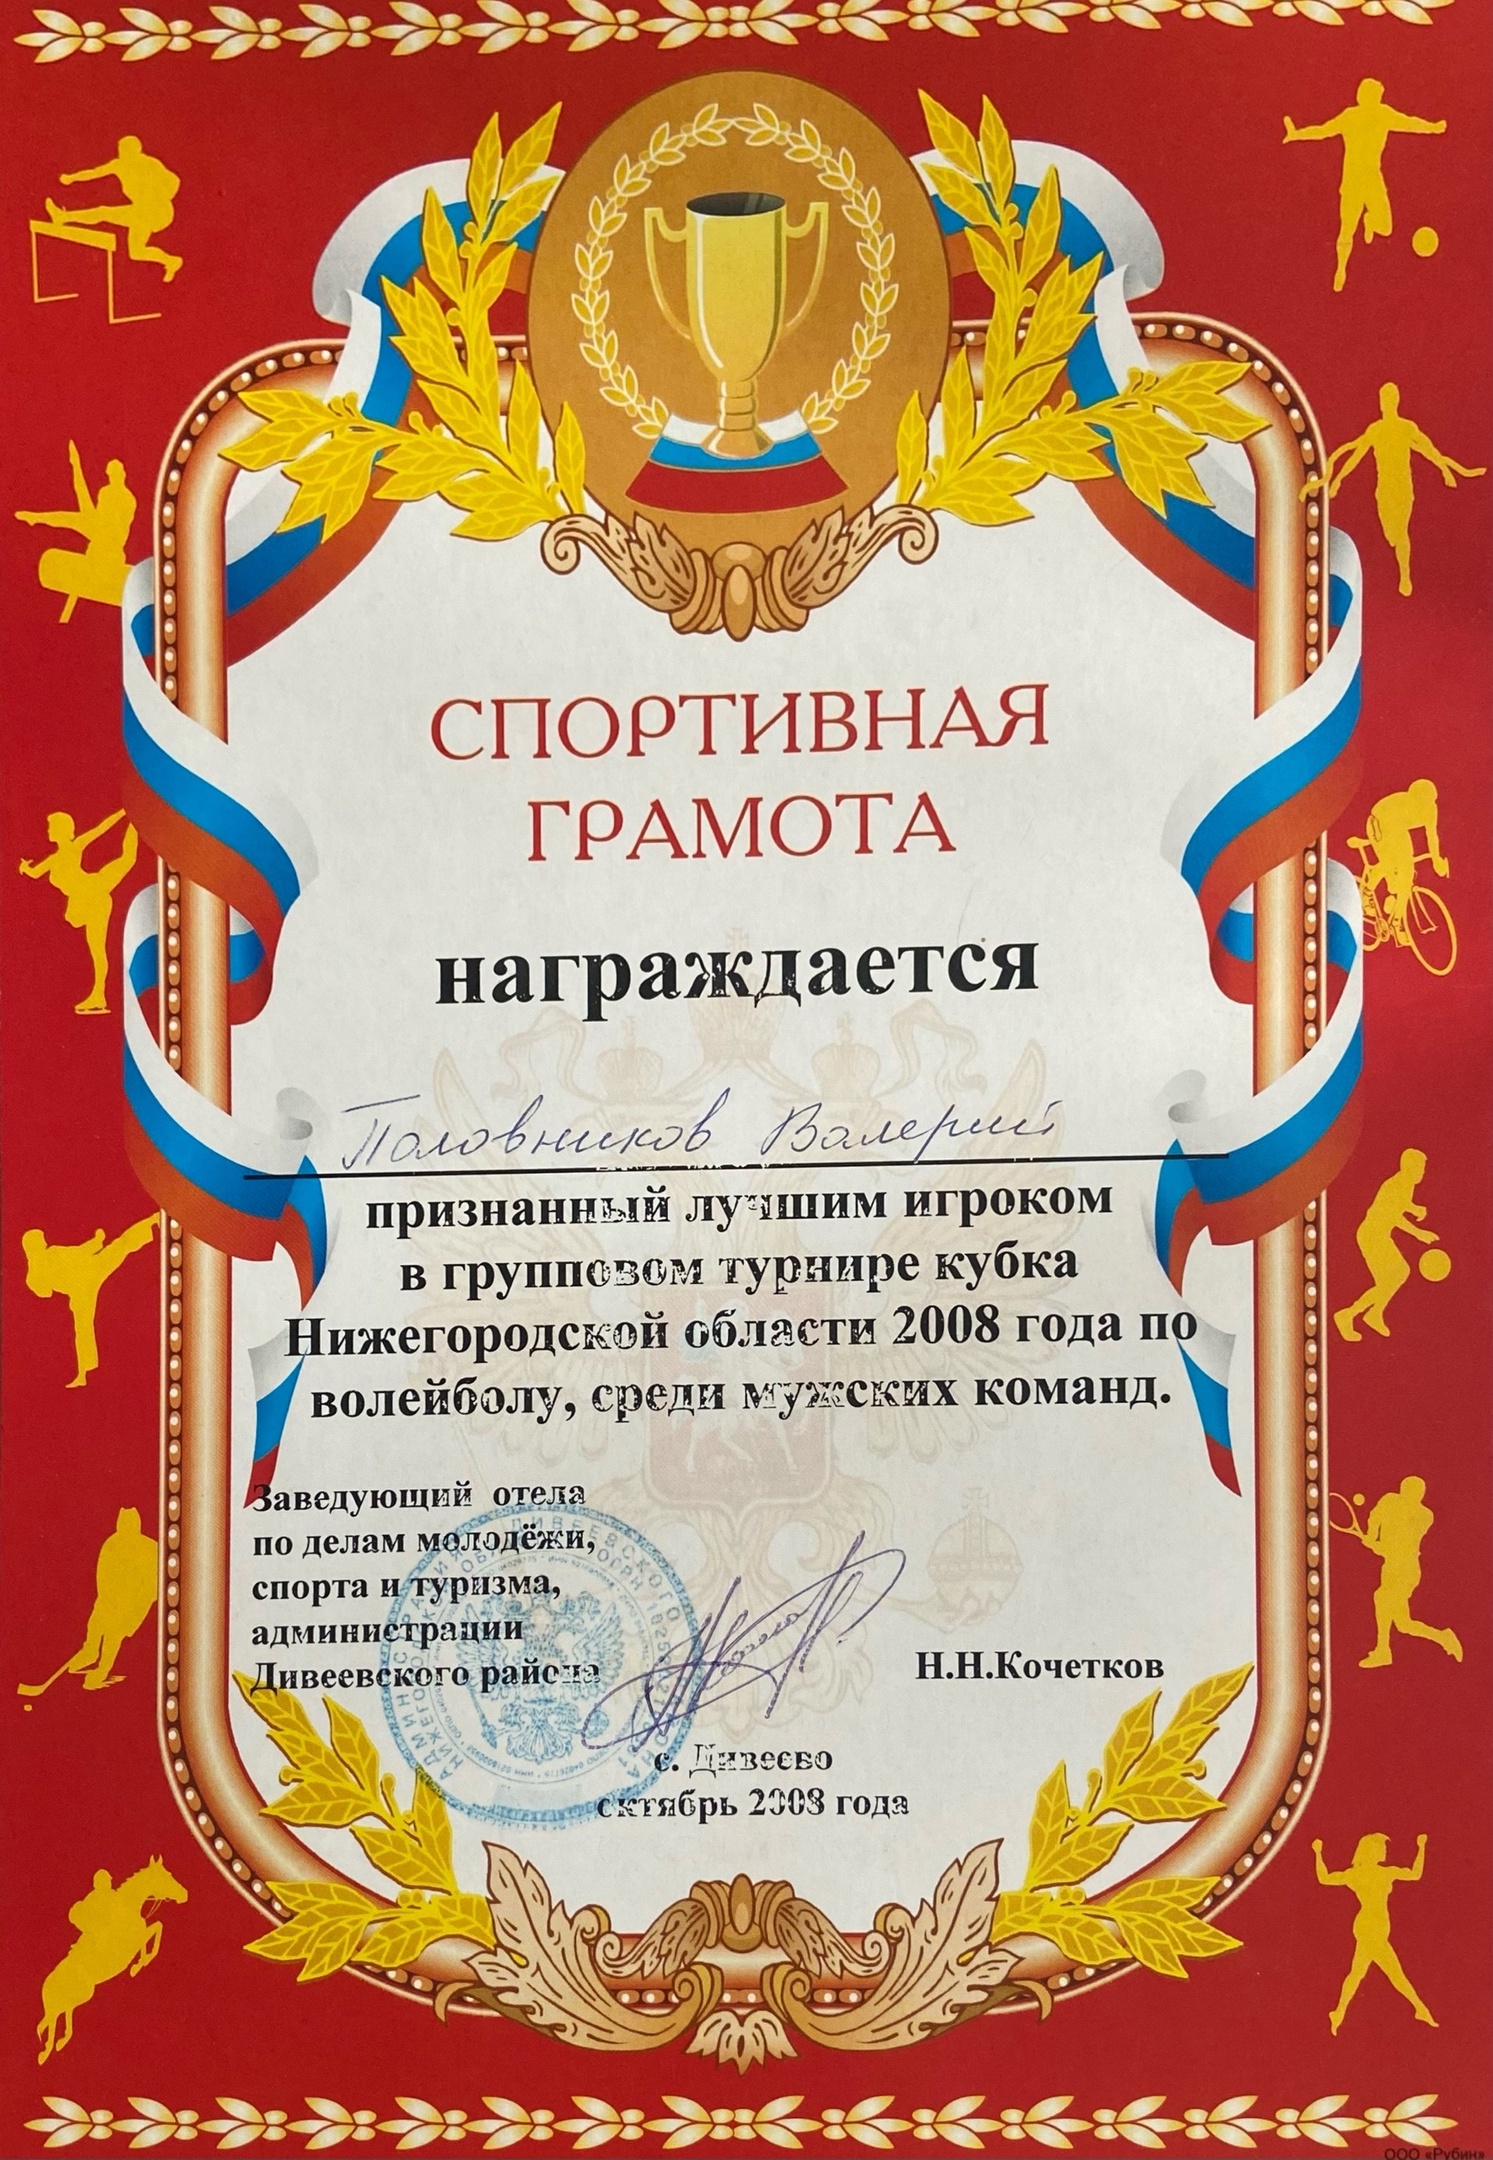 СПОРТИВНАЯ
ГРАМОТА
награждается
Половников Валерий
признанный лучшим игроком
в групповом турнире кубка
Нижегородской области 2008 года по
волейболу, среди мужских команд.
Заведующий отела
по делам молодёжи,
спорта и туризма,
администрации
Дивеевского района
Н.Н.Кочетков
с. Дивеево
октябрь 2008 года
ООО «Рубин»